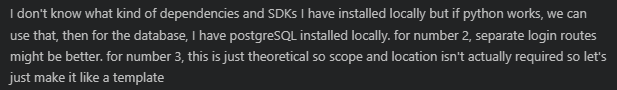 I don't know what kind of dependencies and SDKs I have installed locally but if python works, we can
use that, then for the database, I have postgreSQL installed locally. for number 2, separate login routes
might be better. for number 3, this is just theoretical so scope and location isn't actually required so let's
just make it like a template